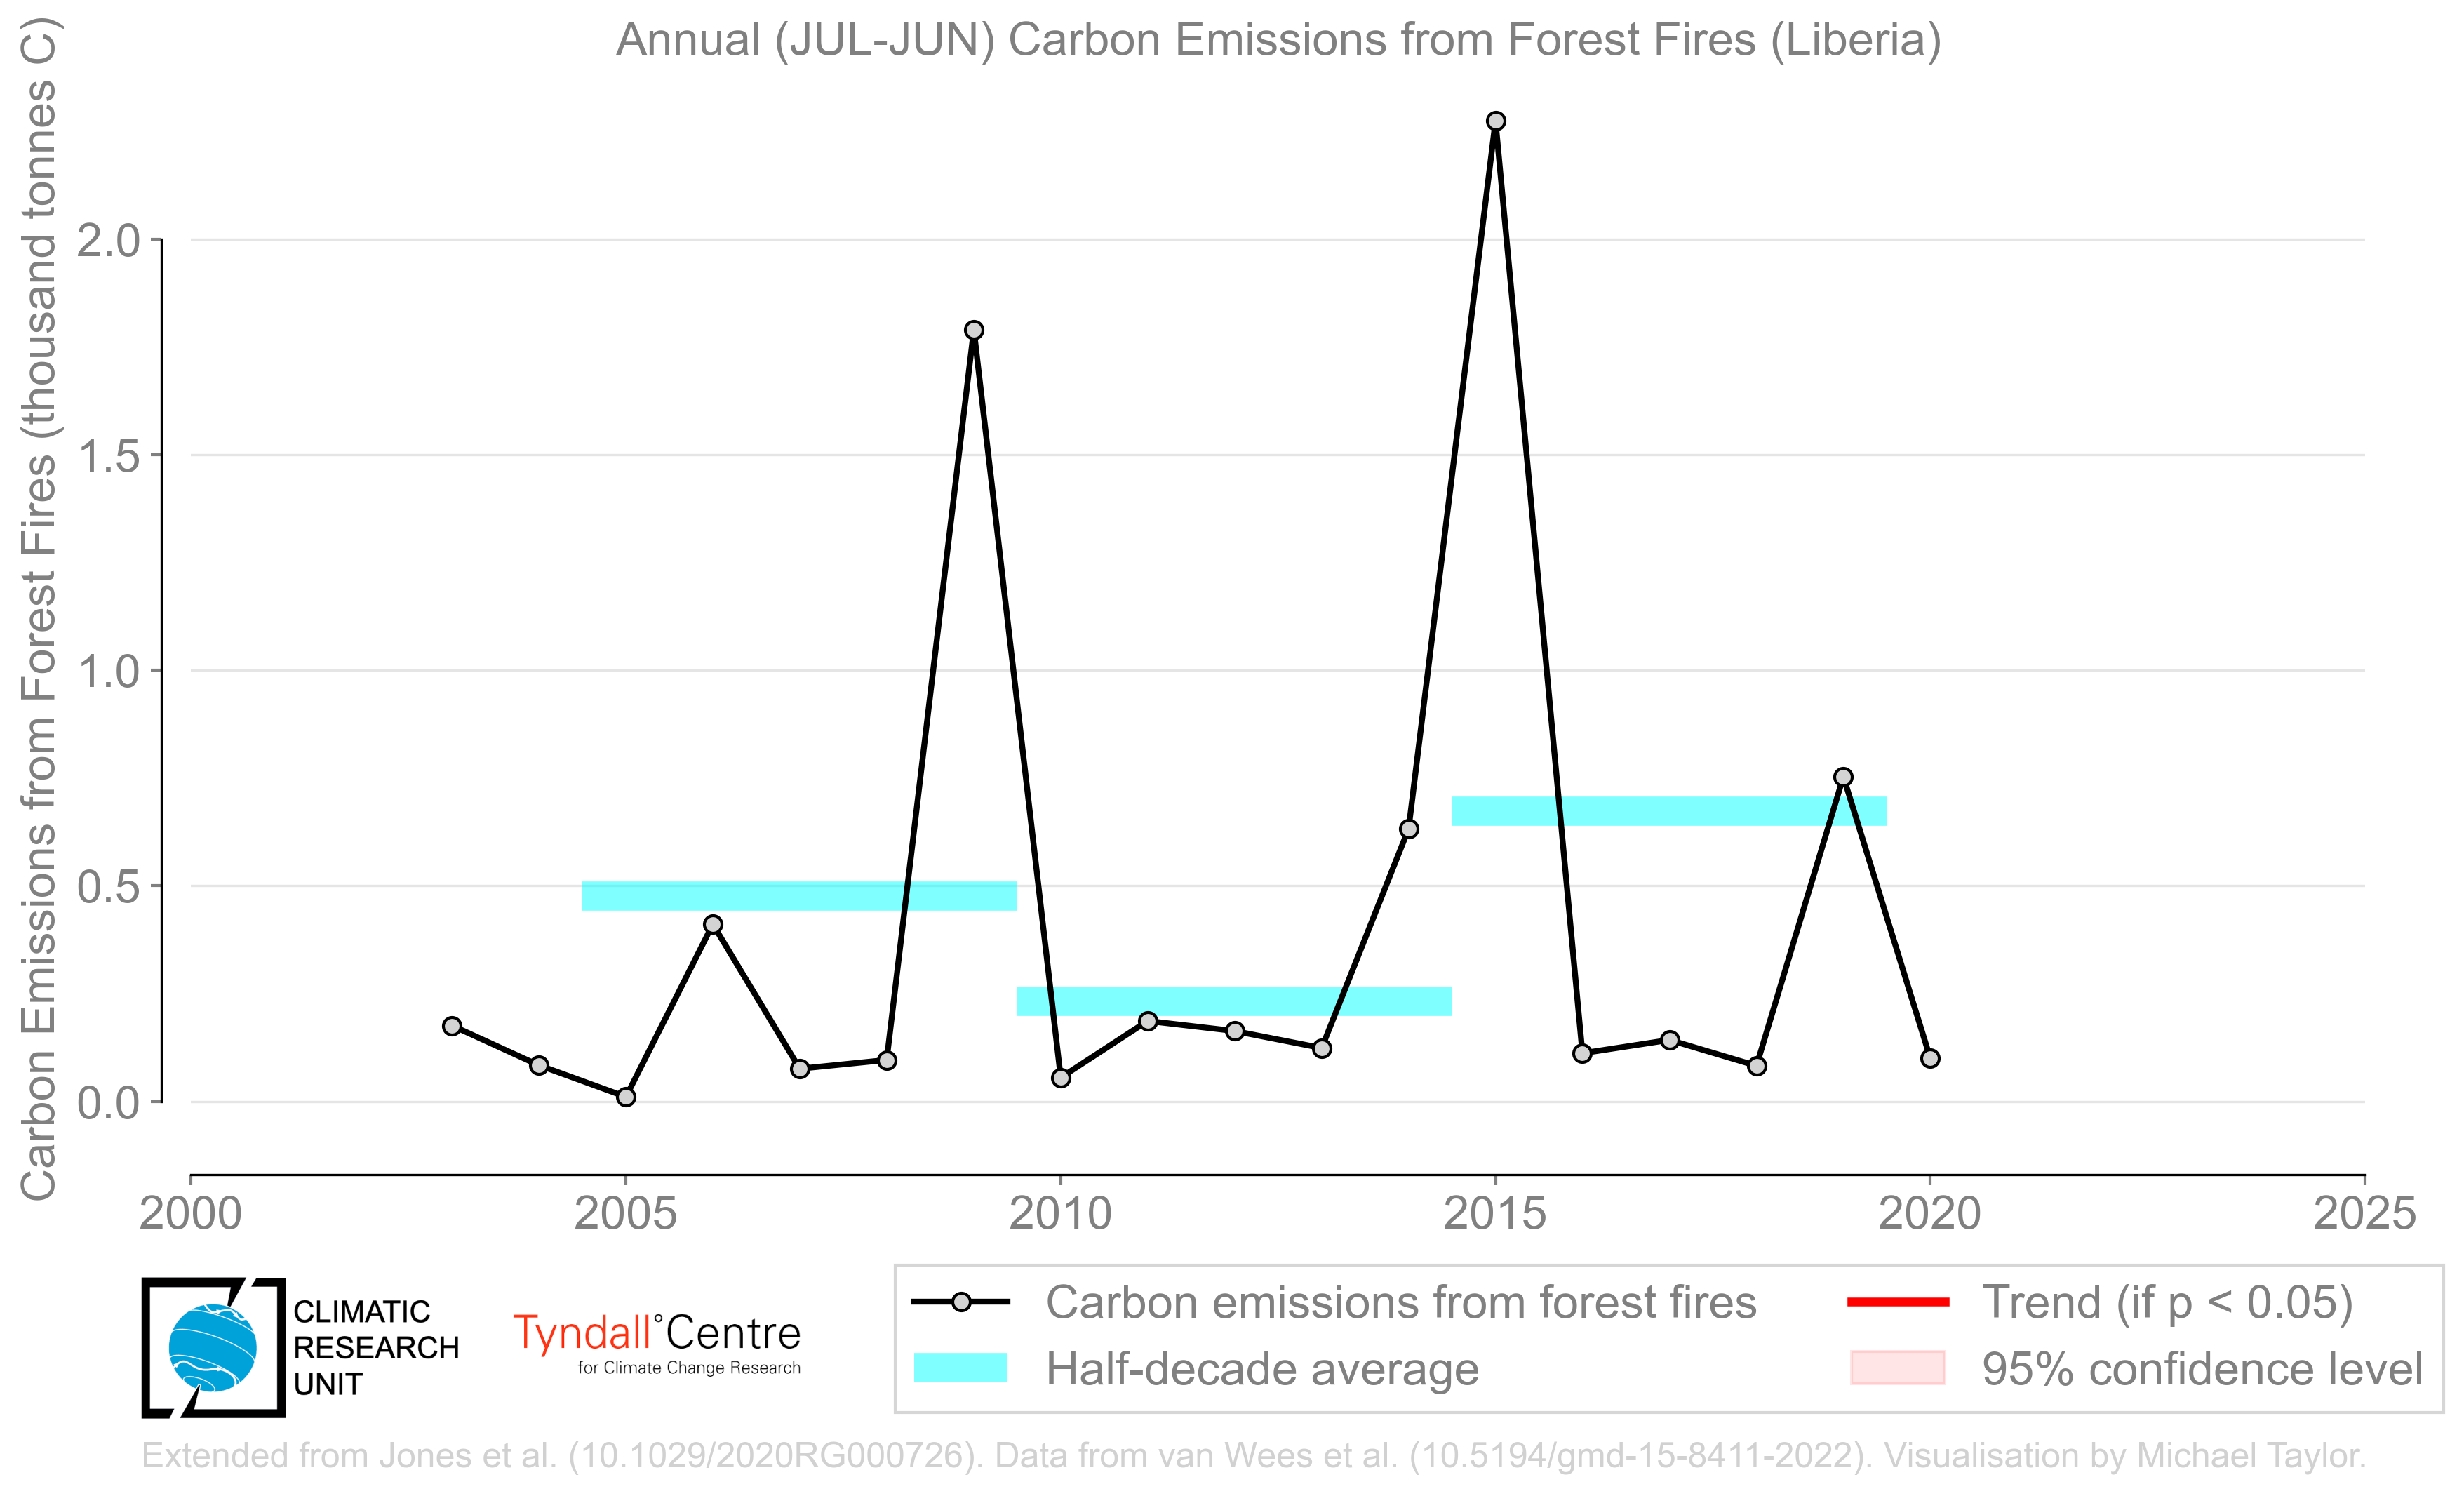 Annual (JUL-JUN) Carbon Emissions from Forest Fires (Liberia)
Carbon Emissions from Forest Fires (thousand tonnes C)
2.0
1.5
1.0
0.5
0.0
2000 2005 2010 2015 2020 2025
CLIMATIC
RESEARCH
UNIT
Tyndall°Centre
for Climate Change Research
Carbon emissions from forest fires
Half-decade average
Trend (if p < 0.05)
95% confidence level
Extended from Jones et al. (10.1029/2020RG000726). Data from van Wees et al. (10.5194/gmd-15-8411-2022). Visualisation by Michael Taylor.